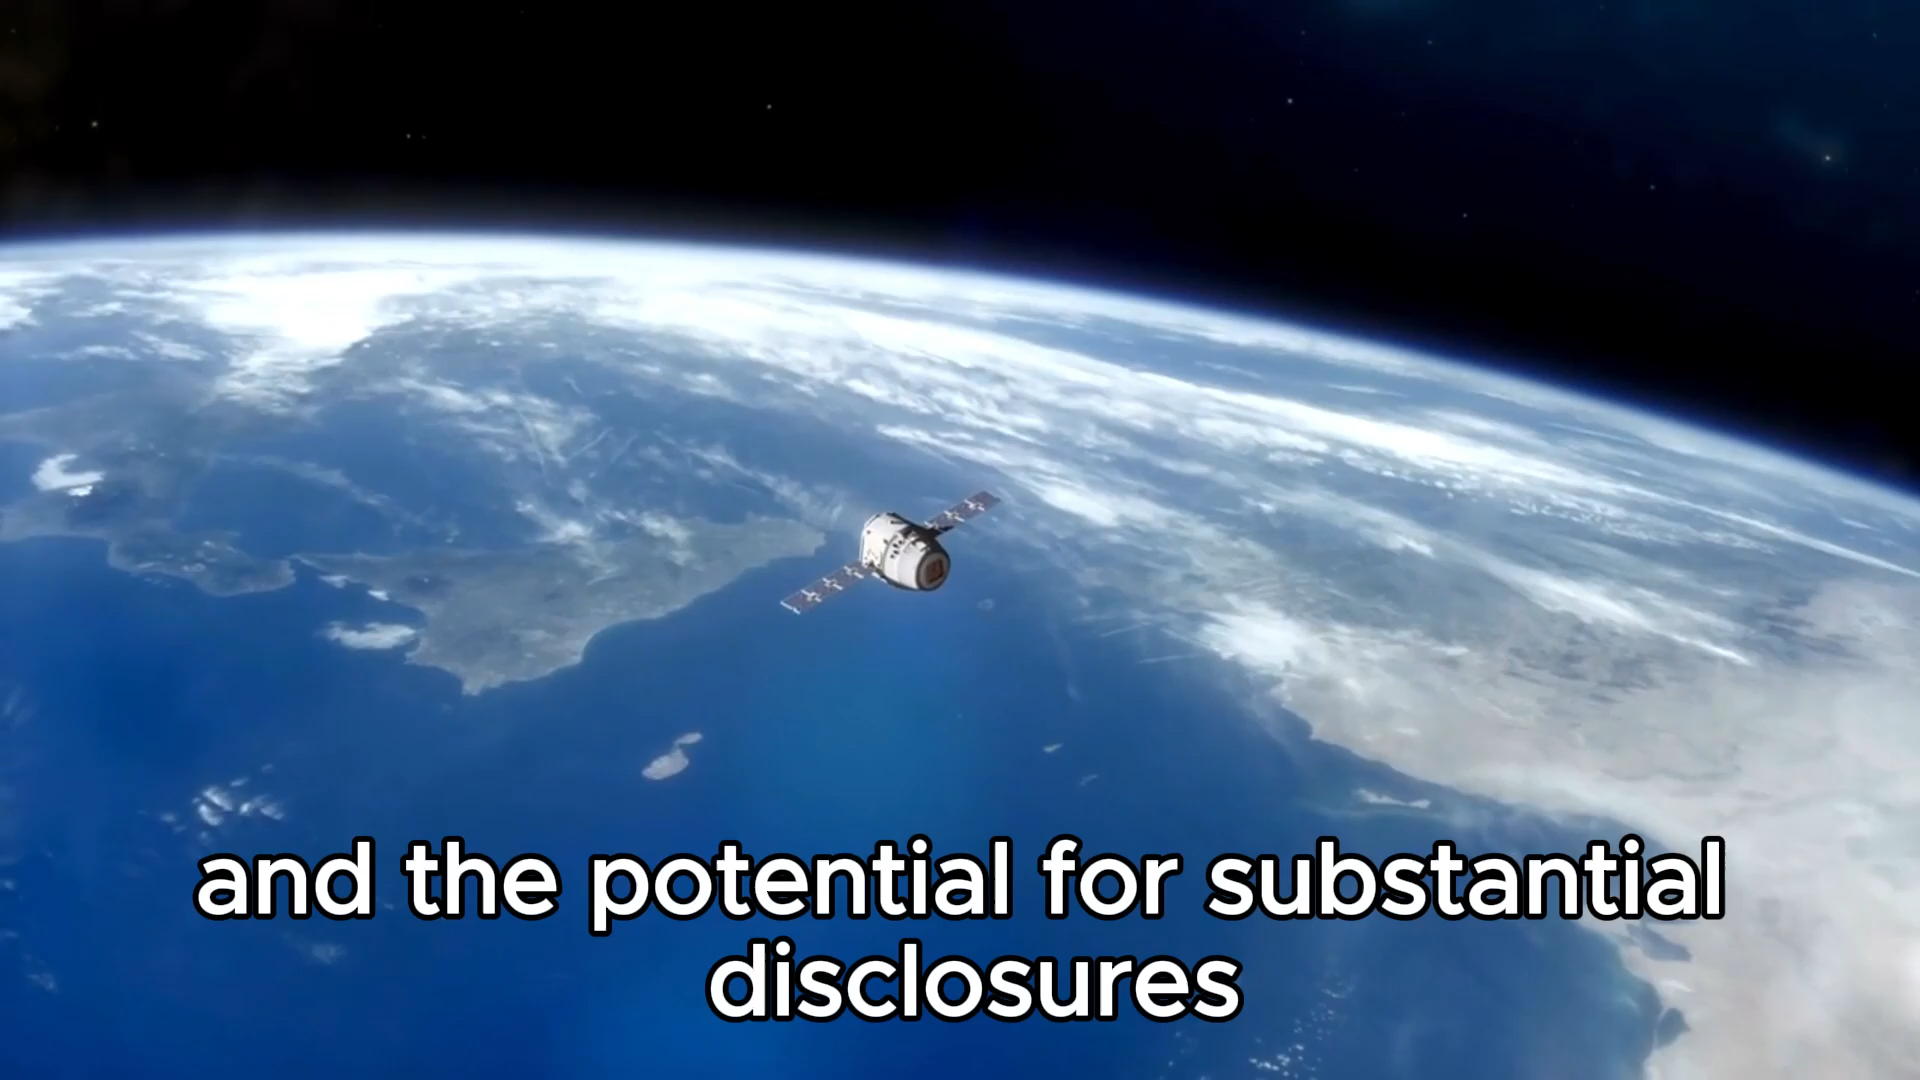 and the potential for substantial
disclosures